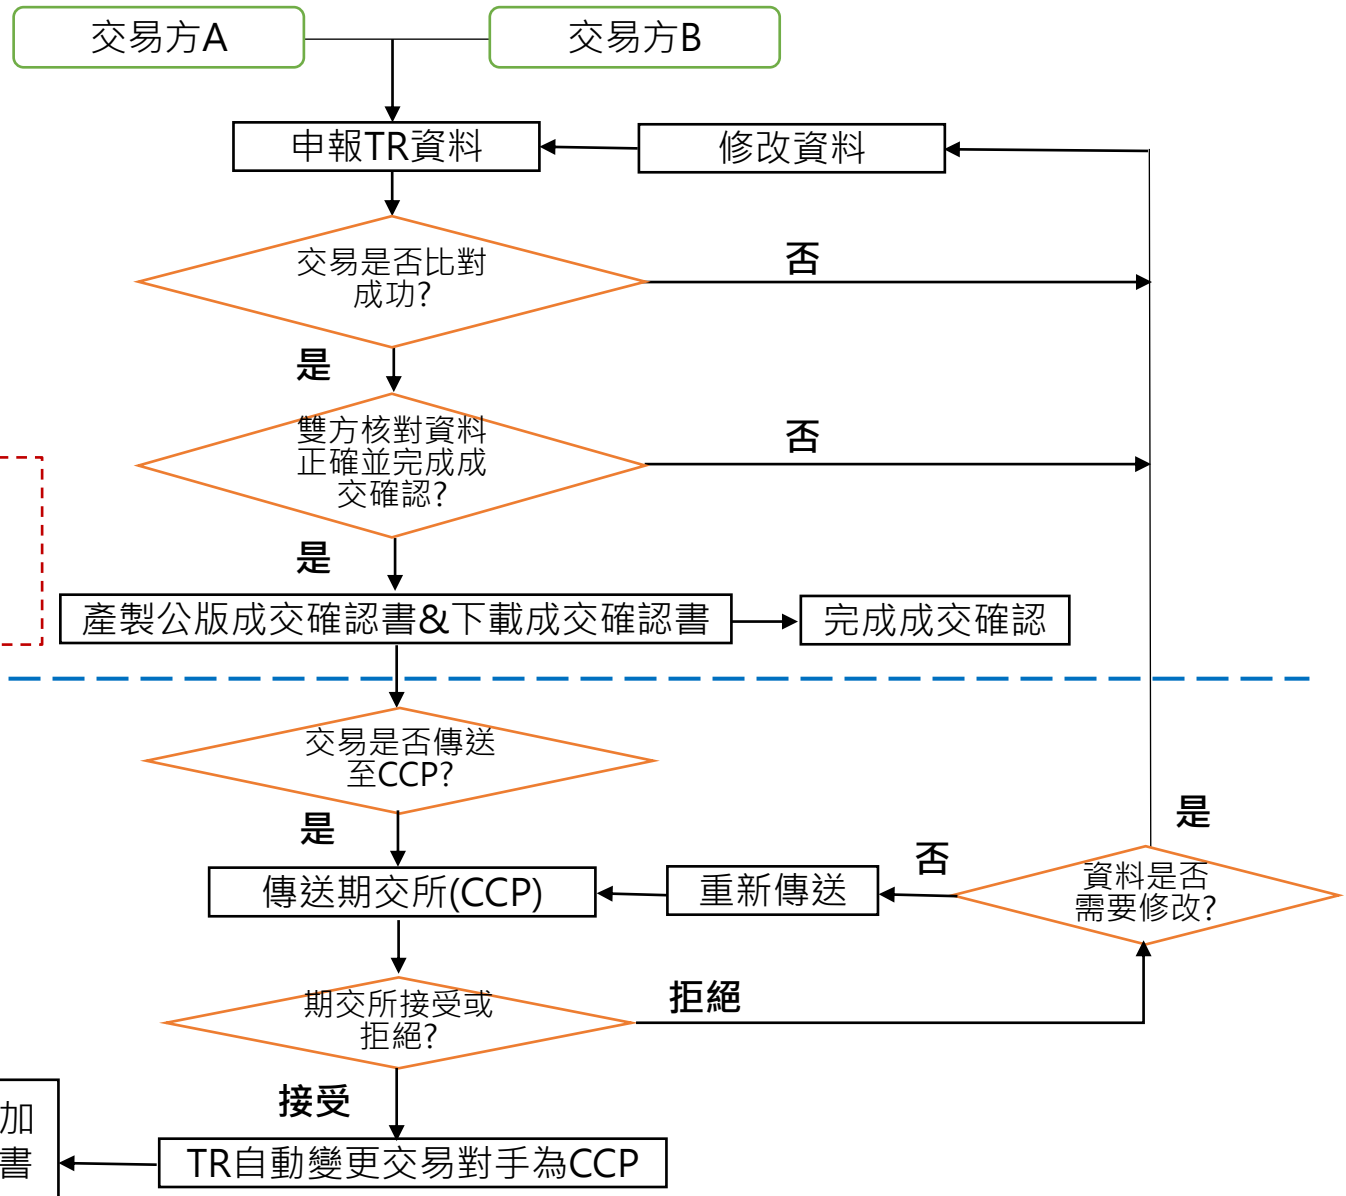 交易方A
交易方B
申報TR資料
修改資料
交易是否比對
成功?
否
是
雙方核對資料
正確並完成成
交確認?
否
是
產製公版成交確認書&下載成交確認書
完成成交確認
交易是否傳送
至CCP?
是
是
傳送期交所(CCP)
重新傳送
否
資料是否
需要修改?
期交所接受或
拒絕?
拒絕
接受
加
書
TR自動變更交易對手為CCP